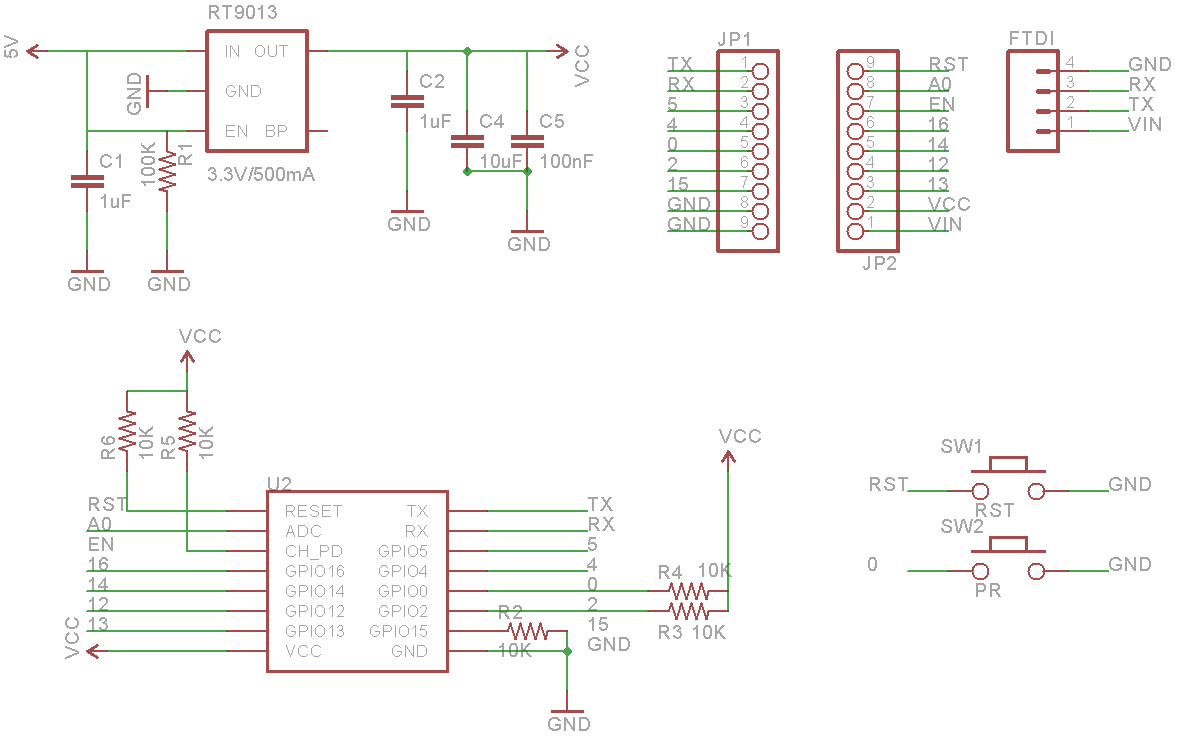 RT9013
5V
IN OUT
GND
GND
EN BP
VCC
3.3V/500mA
C1
1uF
100K
R1
C2
1uF
C4
10uF
C5
100nF
GND
GND
GND
GND
JP1
TX 1
RX 2
5 3
4 4
0 5
2 6
15 7
GND 8
GND 9
9 RST
8 A0
7 EN
6 16
5 14
4 12
3 13
2 VCC
1 VIN
JP2
FTDI
4 GND
3 RX
2 TX
1 VIN
VCC
R6
10K
R5
10K
U2
RST RESET TX TX
A0 ADC RX RX
EN CH_PD GPIO5 5
16 GPIO16 GPIO4 4
14 GPIO14 GPIO0 0
12 GPIO12 GPIO2 2
13 GPIO13 GPIO15 15
VCC VCC GND GND
R2
10K
GND
VCC
R4 10K
R3 10K
SW1
RST GND
RST
SW2
0 GND
PR